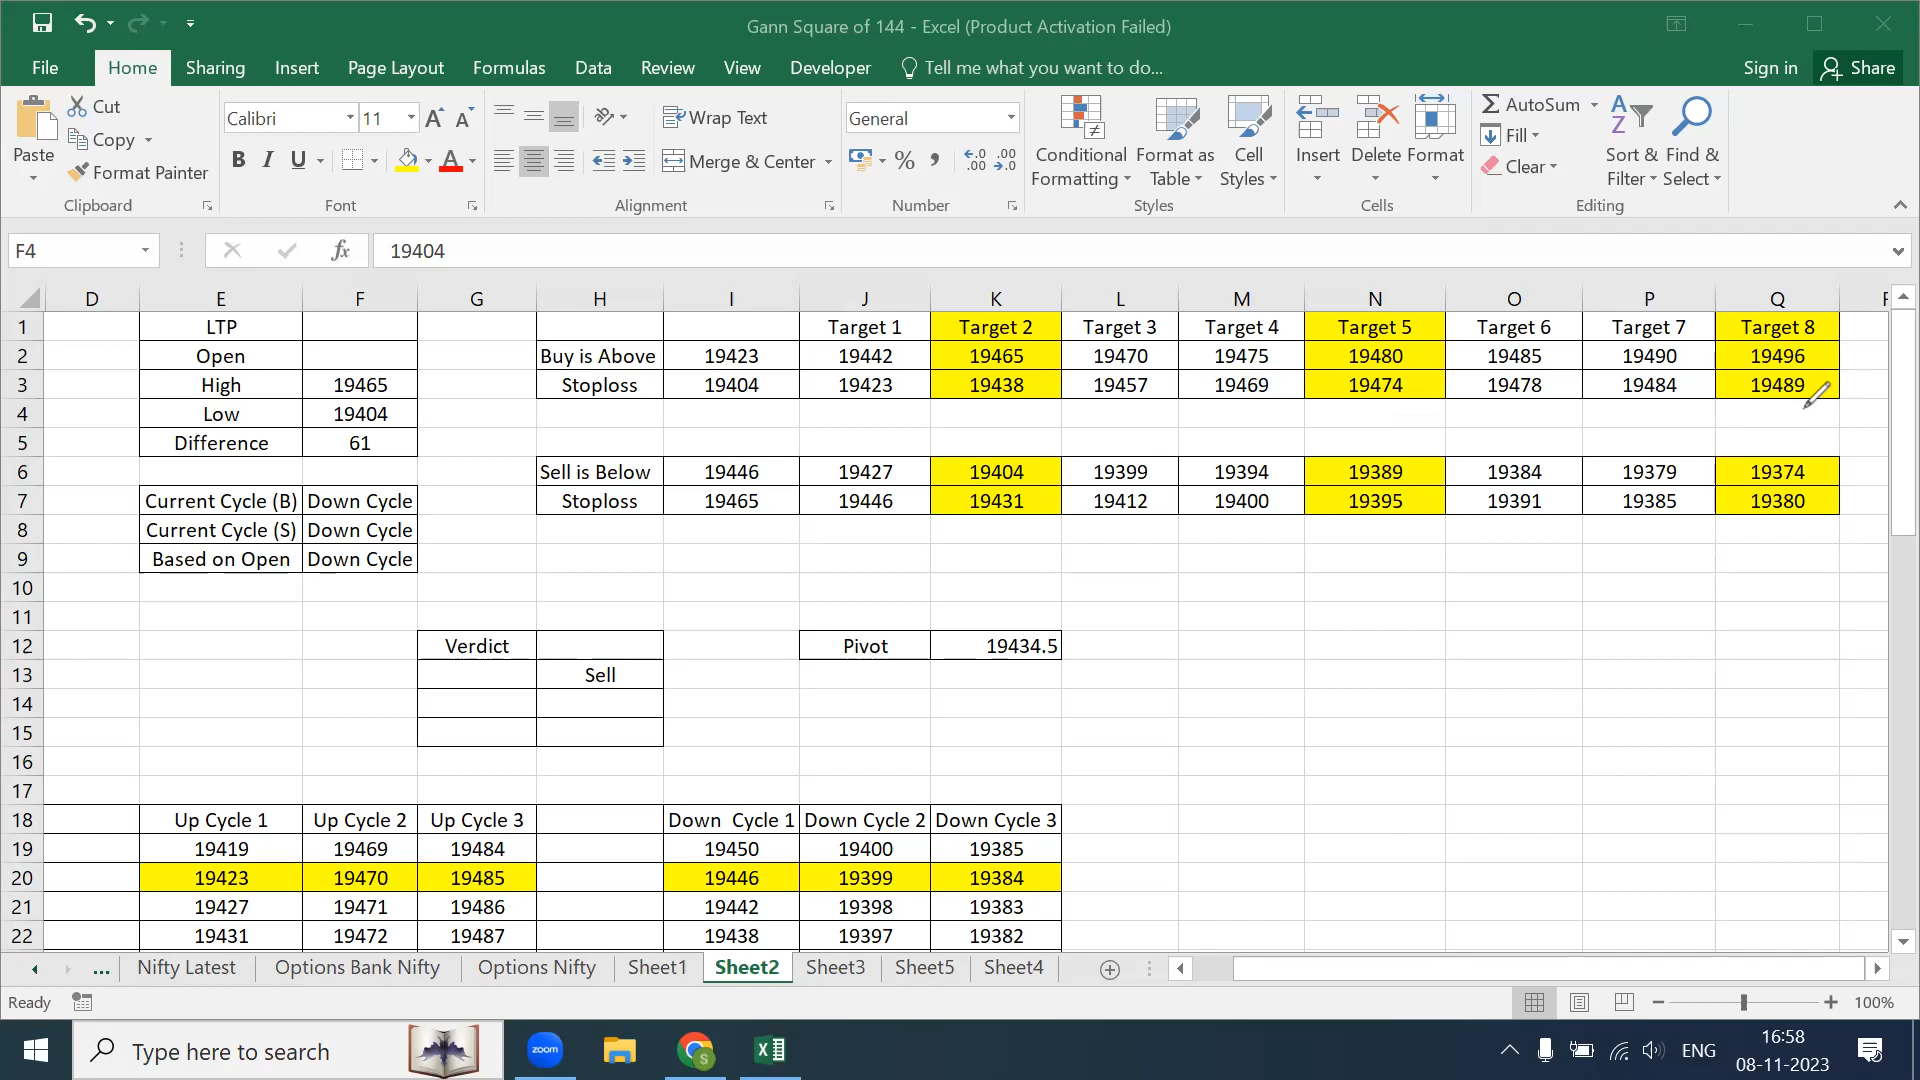 Gann Square of 144 - Excel (Product Activation Failed)
File Home Sharing Insert Page Layout Formulas Data Review View Developer Tell me what you want to do... Sign in Share
Paste Cut Copy Format Painter Clipboard
Calibri 11 A A B I U A Font
Wrap Text Merge & Center Alignment
General % , .00 .00 Number
Conditional Formatting Format as Table Cell Styles Styles
Insert Delete Format Cells
AutoSum Fill Clear Sort & Filter Find & Select Editing
F4 fx 19404
D E F G H I J K L M N O P Q
1 LTP Target 1 Target 2 Target 3 Target 4 Target 5 Target 6 Target 7 Target 8
2 Open Buy is Above 19423 19442 19465 19470 19475 19480 19485 19490 19496
3 High 19465 Stoploss 19404 19423 19438 19457 19469 19474 19478 19484 19489
4 Low 19404
5 Difference 61
6 Sell is Below 19446 19427 19404 19399 19394 19389 19384 19379 19374
7 Current Cycle (B) Down Cycle Stoploss 19465 19446 19431 19412 19400 19395 19391 19385 19380
8 Current Cycle (S) Down Cycle
9 Based on Open Down Cycle
10
11
12 Verdict Pivot 19434.5
13 Sell
14
15
16
17
18 Up Cycle 1 Up Cycle 2 Up Cycle 3 Down Cycle 1 Down Cycle 2 Down Cycle 3
19 19419 19469 19484 19450 19400 19385
20 19423 19470 19485 19446 19399 19384
21 19427 19471 19486 19442 19398 19383
22 19431 19472 19487 19438 19397 19382
... Nifty Latest Options Bank Nifty Options Nifty Sheet1 Sheet2 Sheet3 Sheet5 Sheet4
Ready 100%
Type here to search zoom S ENG 16:58
08-11-2023